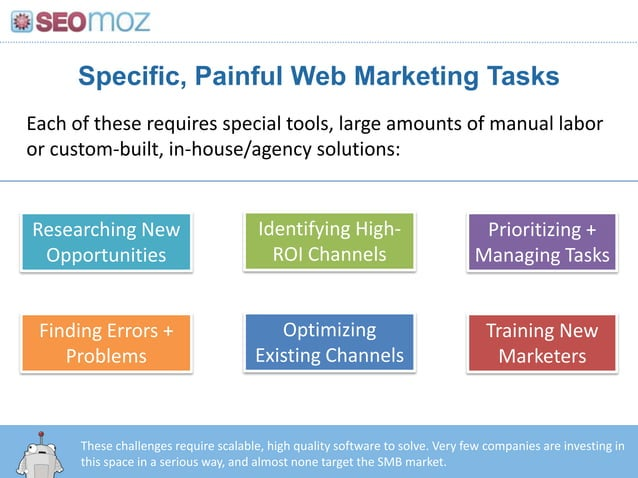 SEOmoz
Specific, Painful Web Marketing Tasks
Each of these requires special tools, large amounts of manual labor
or custom-built, in-house/agency solutions:
Researching New
Opportunities
Identifying High-
ROI Channels
Prioritizing +
Managing Tasks
Finding Errors +
Problems
Optimizing
Existing Channels
Training New
Marketers
These challenges require scalable, high quality software to solve. Very few companies are investing in
this space in a serious way, and almost none target the SMB market.